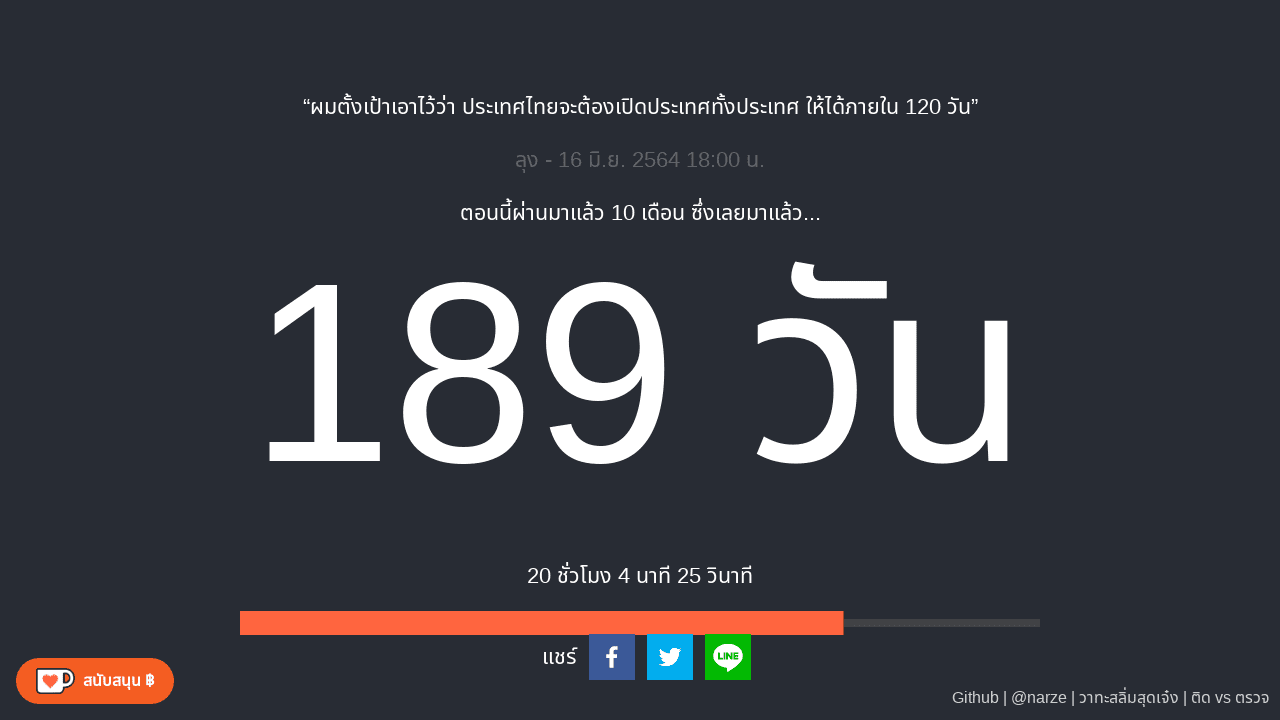 “ผมตั้งเป้าเอาไว้ว่า ประเทศไทยจะต้องเปิดประเทศทั้งประเทศ ให้ได้ภายใน 120 วัน”
ลุง - 16 มิ.ย. 2564 18:00 น.
ตอนนี้ผ่านมาแล้ว 10 เดือน ซึ่งเลยมาแล้ว...
189 วัน
20 ชั่วโมง 4 นาที 25 วินาที
แชร์
LINE
สนับสนุน ฿
Github | @narze | วาทะสลิ่มสุดเจ๋ง | ติด vs ตรวจ